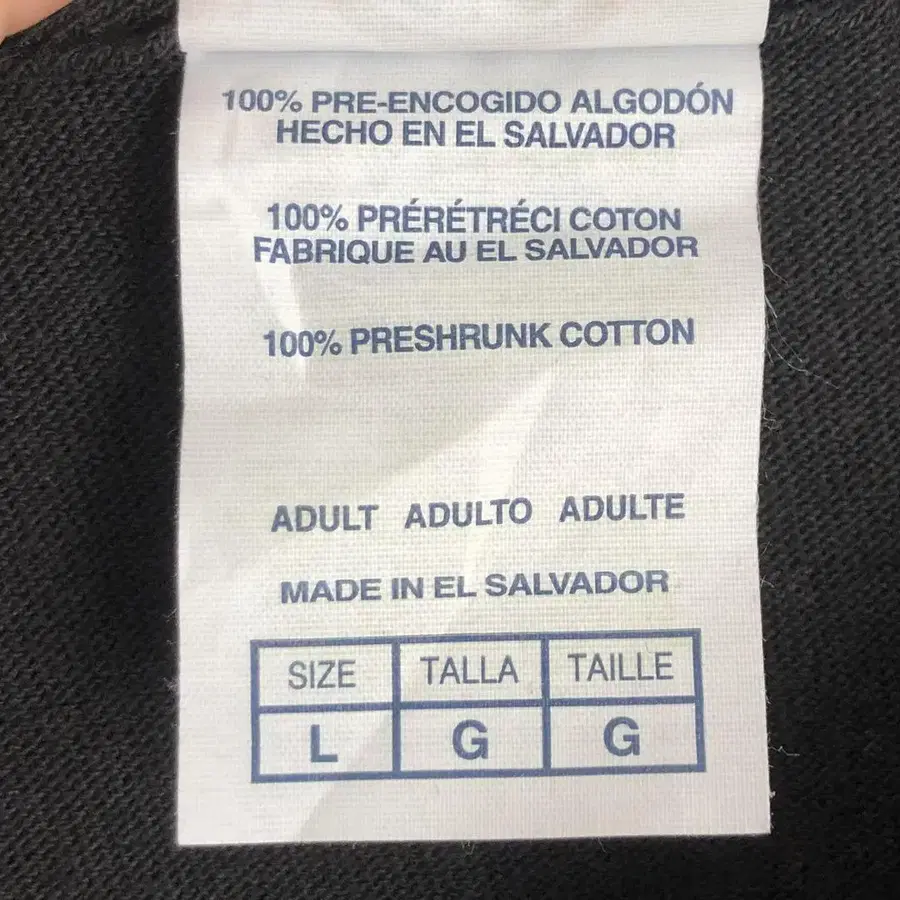 100% PRE-ENCOGIDO ALGODÓN
HECHO EN EL SALVADOR
100% PRÉRÉTRÉCI COTON
FABRIQUE AU EL SALVADOR
100% PRESHRUNK COTTON
ADULT ADULTO ADULTE
MADE IN EL SALVADOR
SIZE TALLA TAILLE
L G G